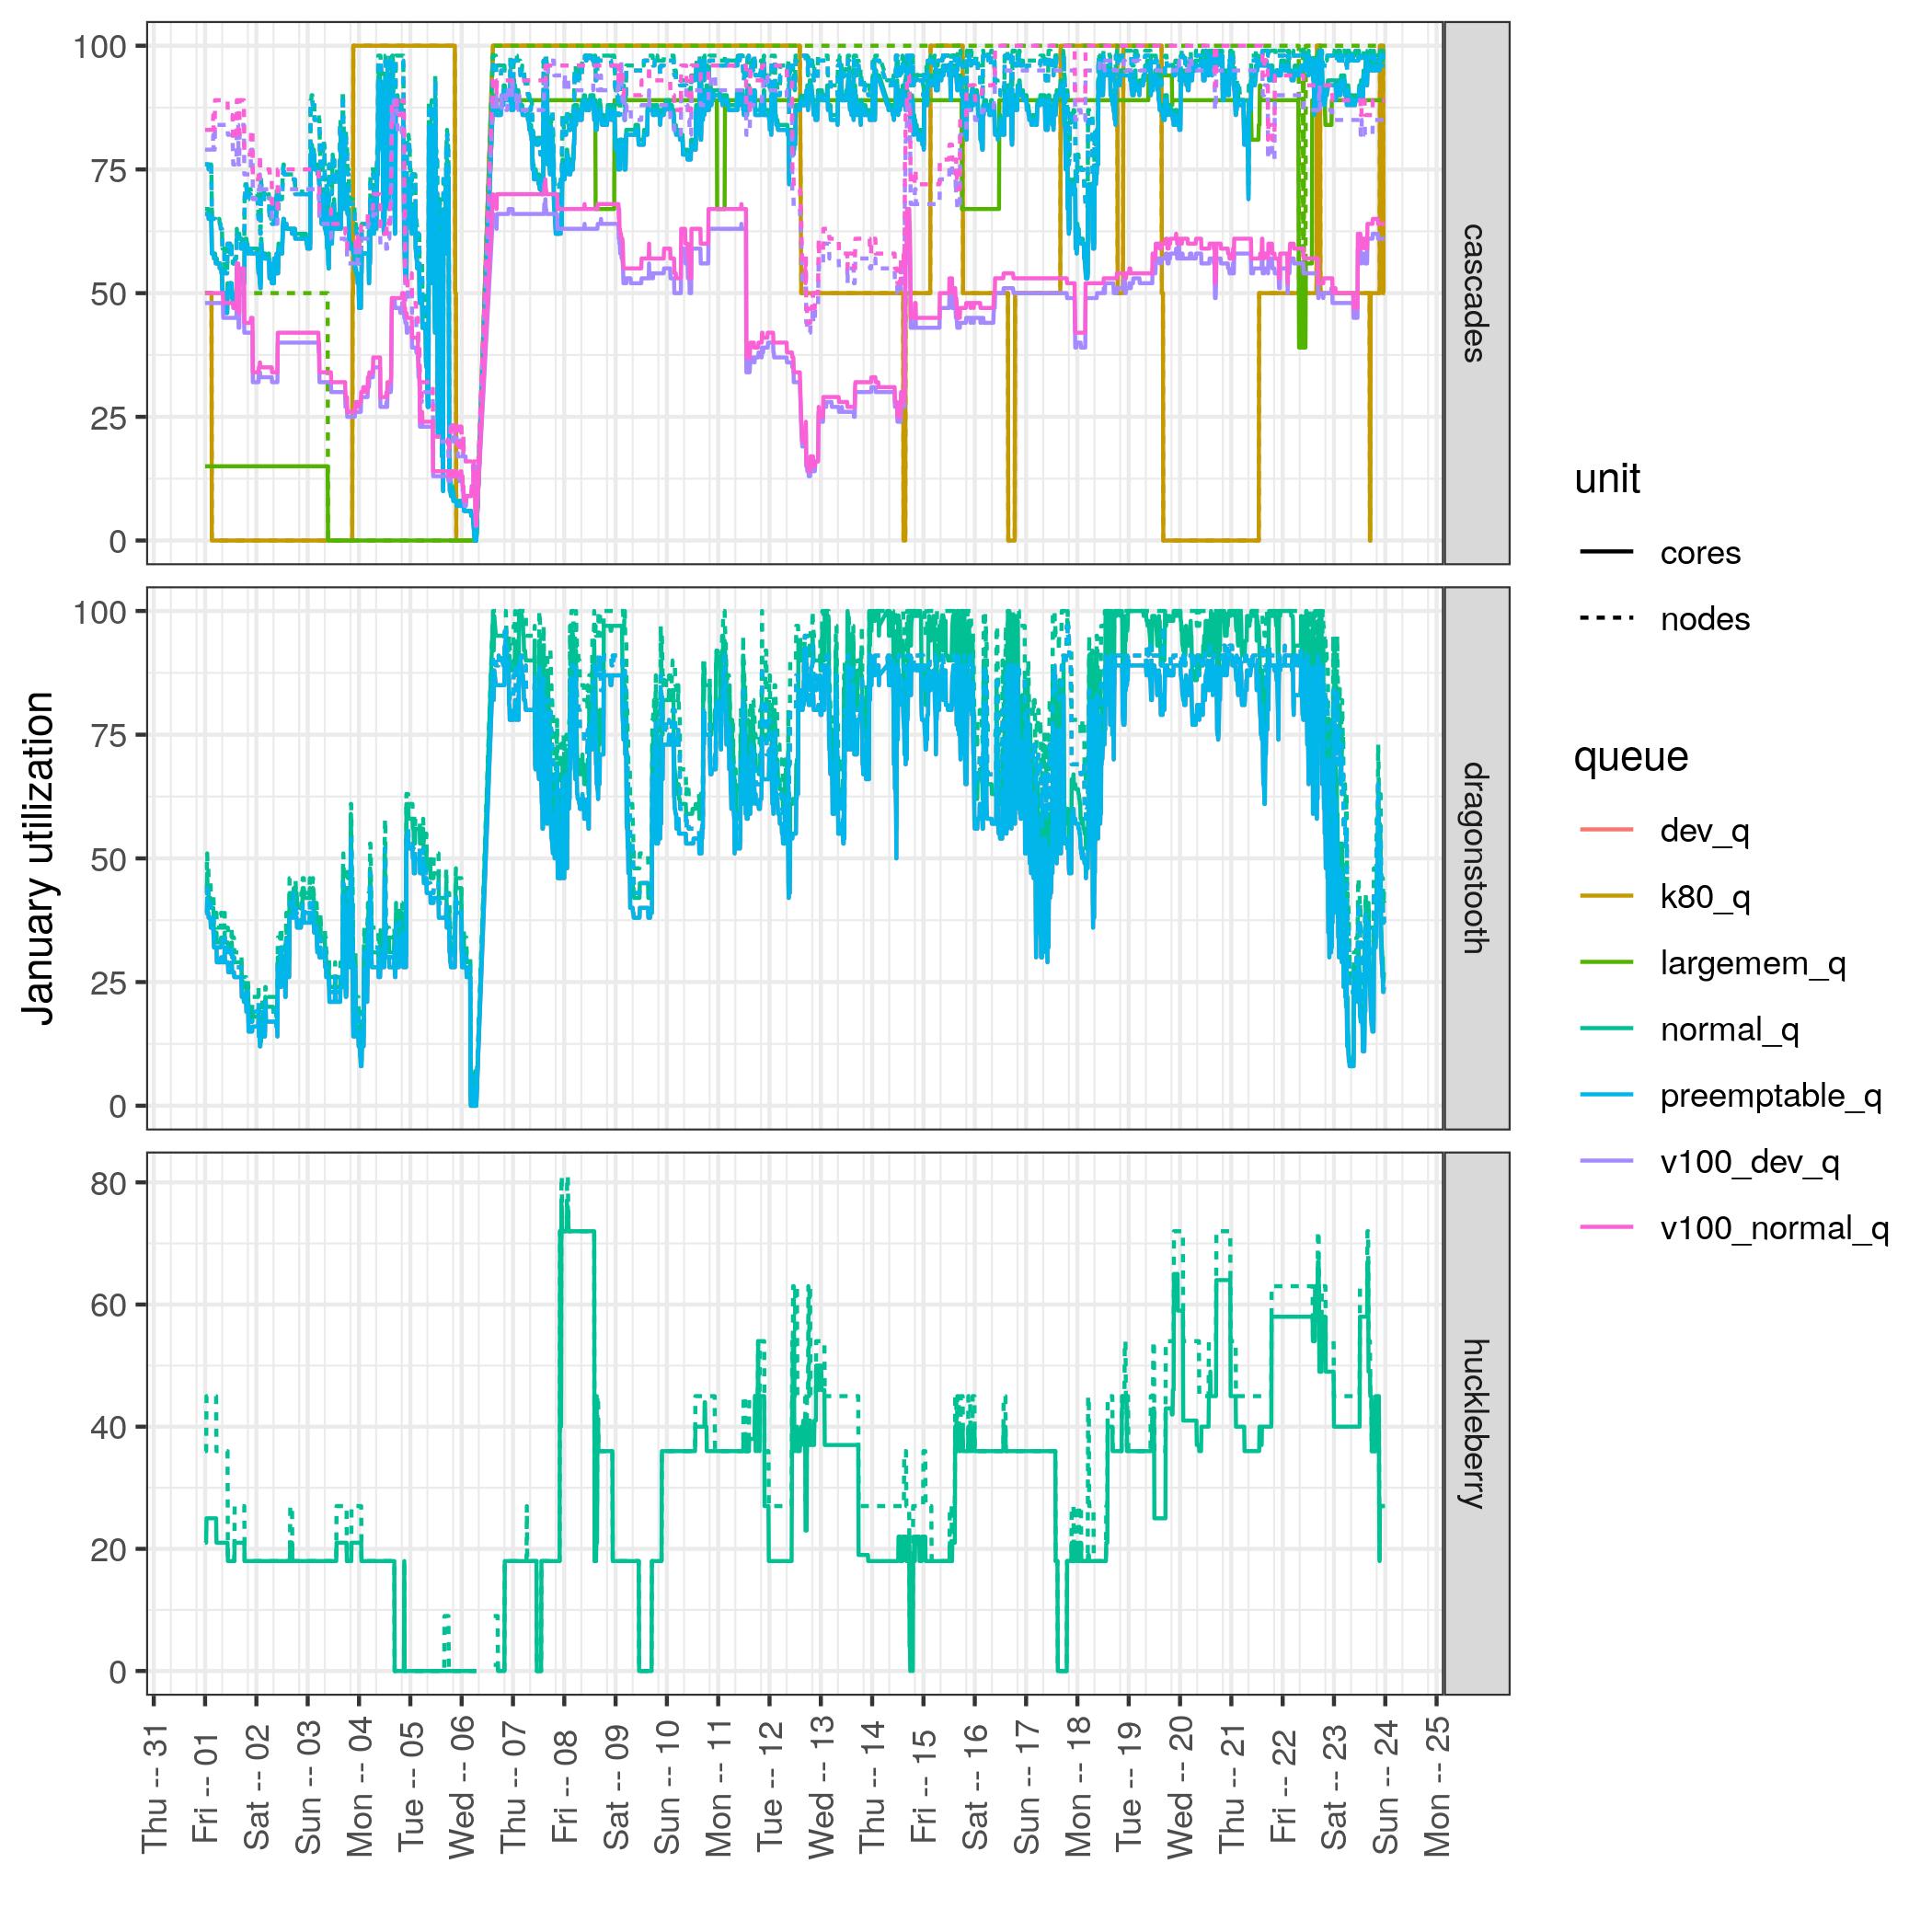 January utilization
100
75
50
25
0
cascades
100
75
50
25
0
dragonstooth
80
60
40
20
0
huckleberry
Thu -- 31
Fri -- 01
Sat -- 02
Sun -- 03
Mon -- 04
Tue -- 05
Wed -- 06
Thu -- 07
Fri -- 08
Sat -- 09
Sun -- 10
Mon -- 11
Tue -- 12
Wed -- 13
Thu -- 14
Fri -- 15
Sat -- 16
Sun -- 17
Mon -- 18
Tue -- 19
Wed -- 20
Thu -- 21
Fri -- 22
Sat -- 23
Sun -- 24
Mon -- 25
unit
cores
nodes
queue
dev_q
k80_q
largemem_q
normal_q
preemptable_q
v100_dev_q
v100_normal_q